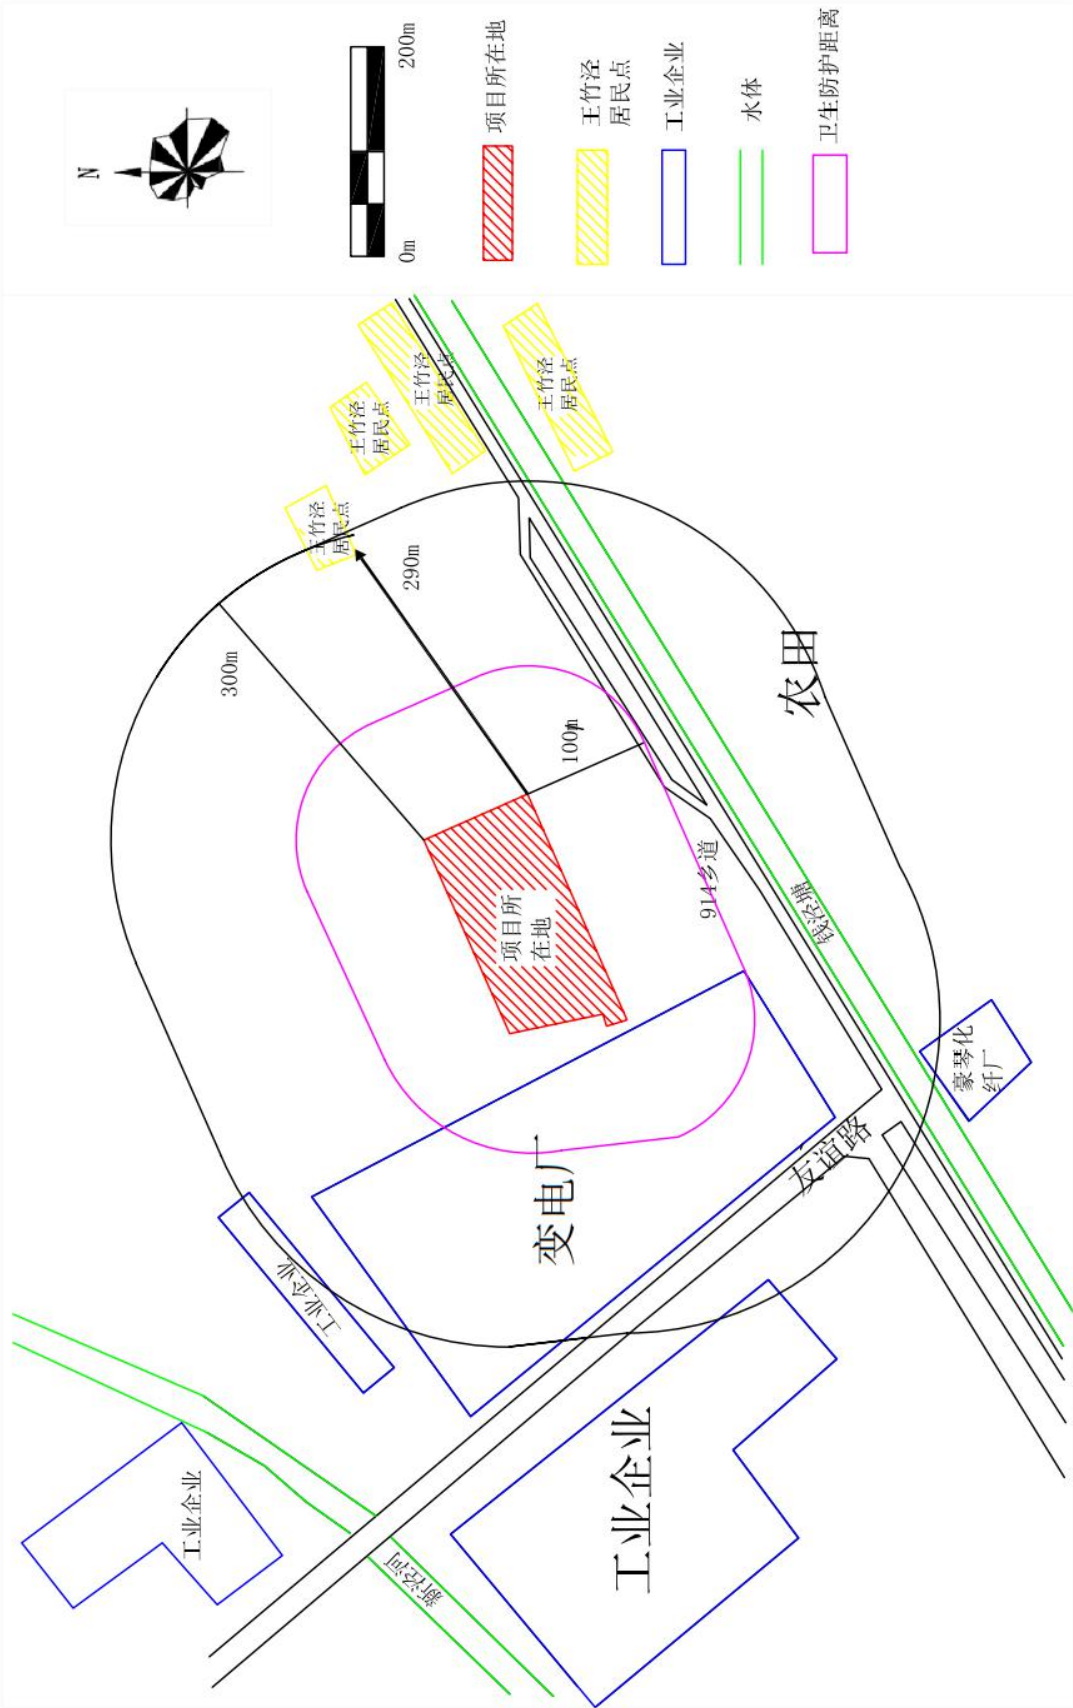 N
0m
200m
项目所在地
王竹泾
居民点
工业企业
水体
卫生防护距离
王竹泾
居民点
王竹泾
居民点
王竹泾
居民点
王竹泾
居民点
300m
290m
100m
项目所
在地
914乡道
农田
钱泾塘
豪琴化
纤厂
友谊路
变电厂
工业企业
工业企业
工业企业
新泾河